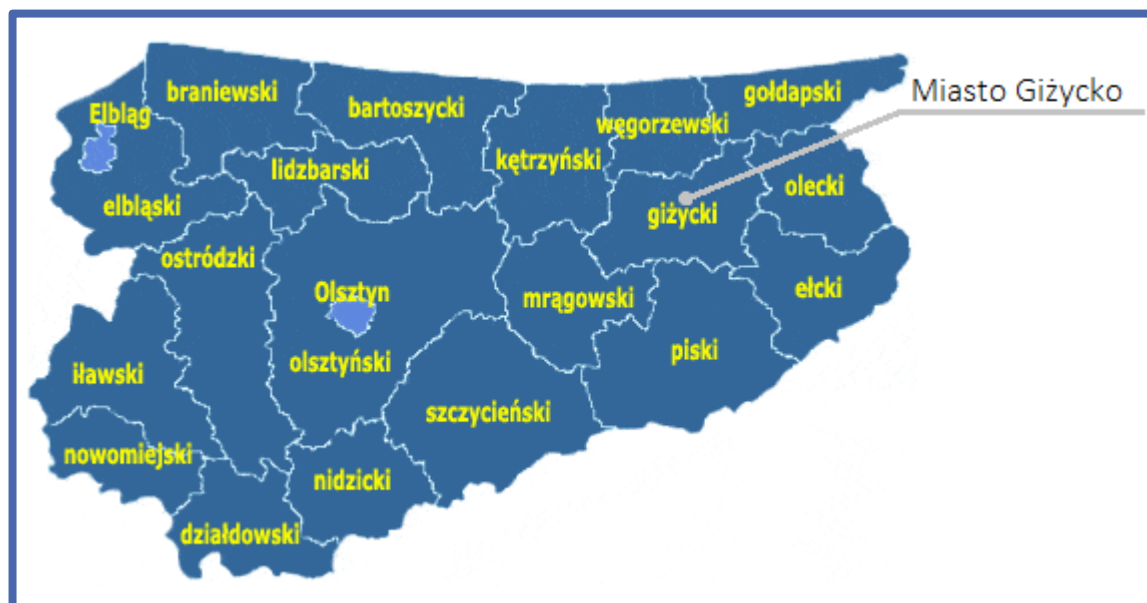 gołdapski
braniewski
Miasto Giżycko
Elbląg
bartoszycki
węgorzewski
kętrzyński
lidzbarski
olecki
elbląski
giżycki
ostródzki
Olsztyn
mrągowski
ełcki
piski
olsztyński
iławski
szczycieński
nowomiejski
nidzicki
działdowski